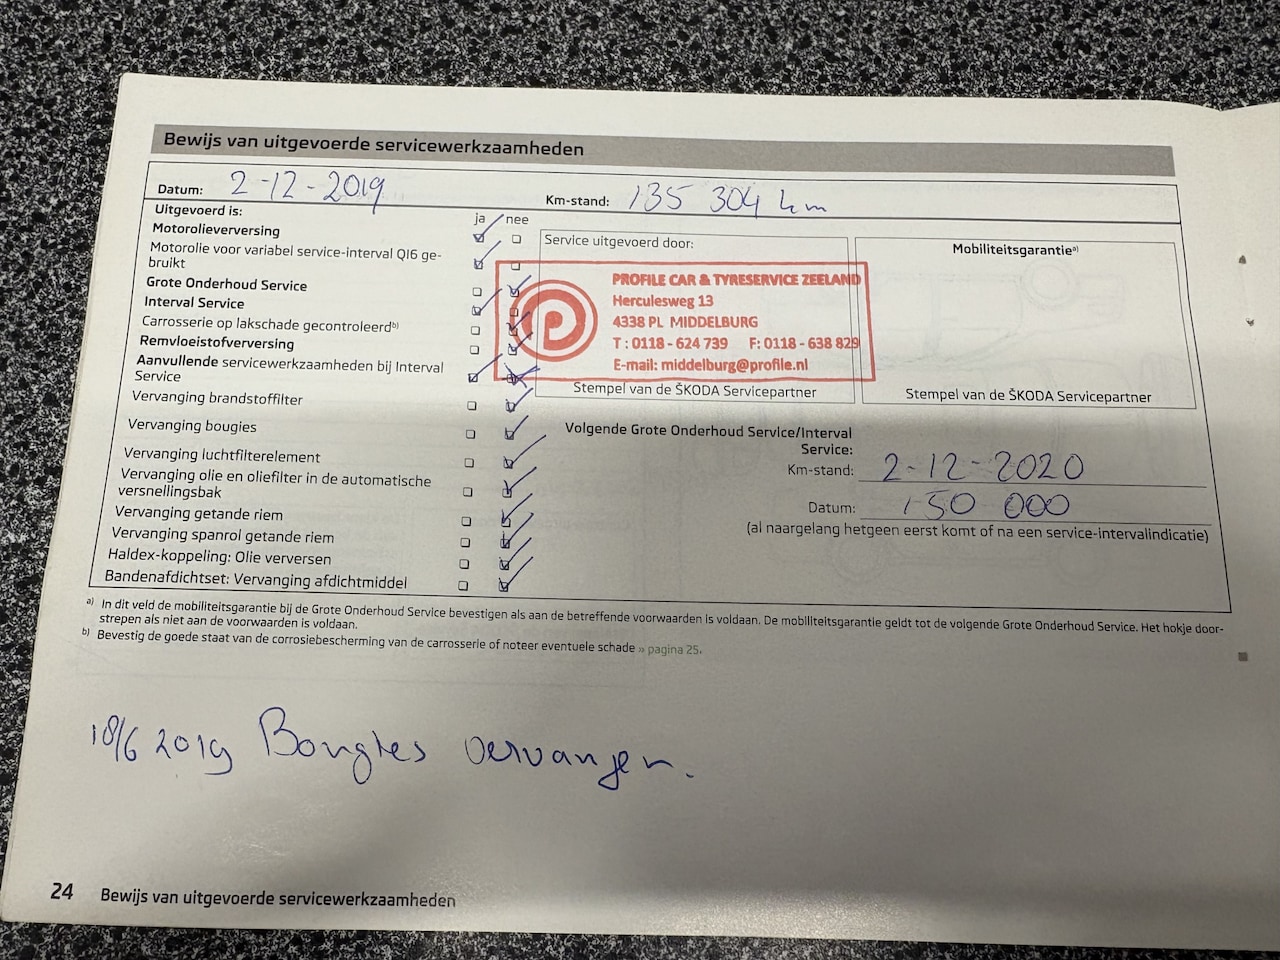 Bewijs van uitgevoerde servicewerkzaamheden
Datum: 2-12-2019 Km-stand: 135 304 km
Uitgevoerd is: ja nee
Motorolieverversing
Motorolie voor variabel service-interval QI6 ge-
bruikt
Grote Onderhoud Service
Interval Service
Carrosserie op lakschade gecontroleerd b)
Remvloeistofverversing
Aanvullende servicewerkzaamheden bij Interval
Service
Vervanging brandstoffilter
Vervanging bougies
Vervanging luchtfilterelement
Vervanging olie en oliefilter in de automatische
versnellingsbak
Vervanging getande riem
Vervanging spanrol getande riem
Haldex-koppeling: Olie verversen
Bandenafdichtset: Vervanging afdichtmiddel
Service uitgevoerd door:
PROFILE CAR & TYRESERVICE ZEELAND
Herculesweg 13
4338 PL MIDDELBURG
T : 0118 - 624 739 F: 0118 - 638 829
E-mail: middelburg@profile.nl
Stempel van de ŠKODA Servicepartner
Mobiliteitsgarantie a)
Stempel van de ŠKODA Servicepartner
Volgende Grote Onderhoud Service/Interval
Service:
Km-stand: 2-12-2020
Datum: 150 000
(al naargelang hetgeen eerst komt of na een service-intervalindicatie)
a) In dit veld de mobiliteitsgarantie bij de Grote Onderhoud Service bevestigen als aan de betreffende voorwaarden is voldaan. De mobiliteitsgarantie geldt tot de volgende Grote Onderhoud Service. Het hokje door-
strepen als niet aan de voorwaarden is voldaan.
b) Bevestig de goede staat van de corrosiebescherming van de carrosserie of noteer eventuele schade » pagina 25.
18/6 2019 Bougies vervangen.
24 Bewijs van uitgevoerde servicewerkzaamheden